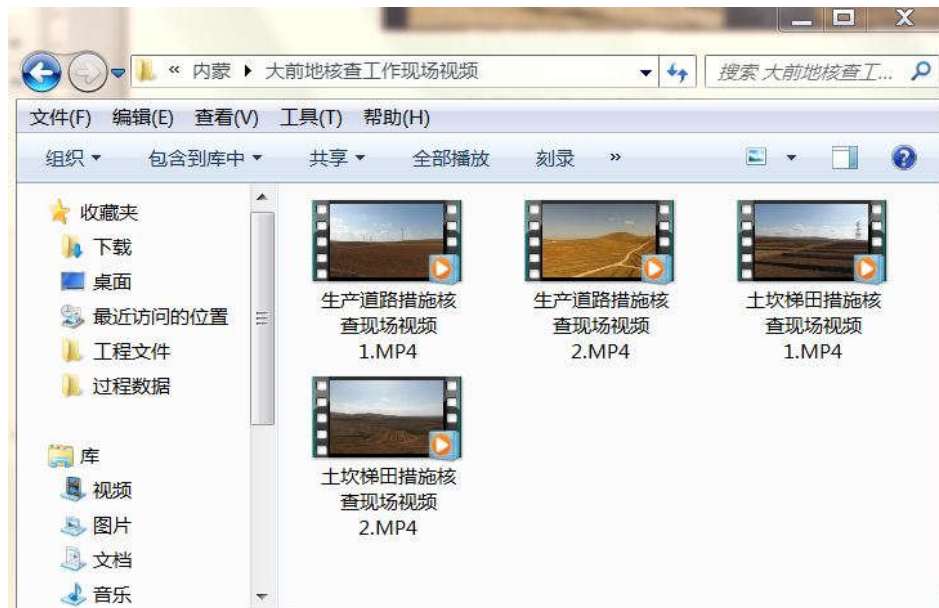 « 内蒙 ▶ 大前地核查工作现场视频
搜索 大前地核查工...
文件(F) 编辑(E) 查看(V) 工具(T) 帮助(H)
组织 包含到库中 共享 全部播放 刻录 »
收藏夹
下载
桌面
最近访问的位置
工程文件
过程数据
库
视频
图片
文档
音乐
生产道路措施核
查现场视频
1.MP4
生产道路措施核
查现场视频
2.MP4
土坎梯田措施核
查现场视频
1.MP4
土坎梯田措施核
查现场视频
2.MP4